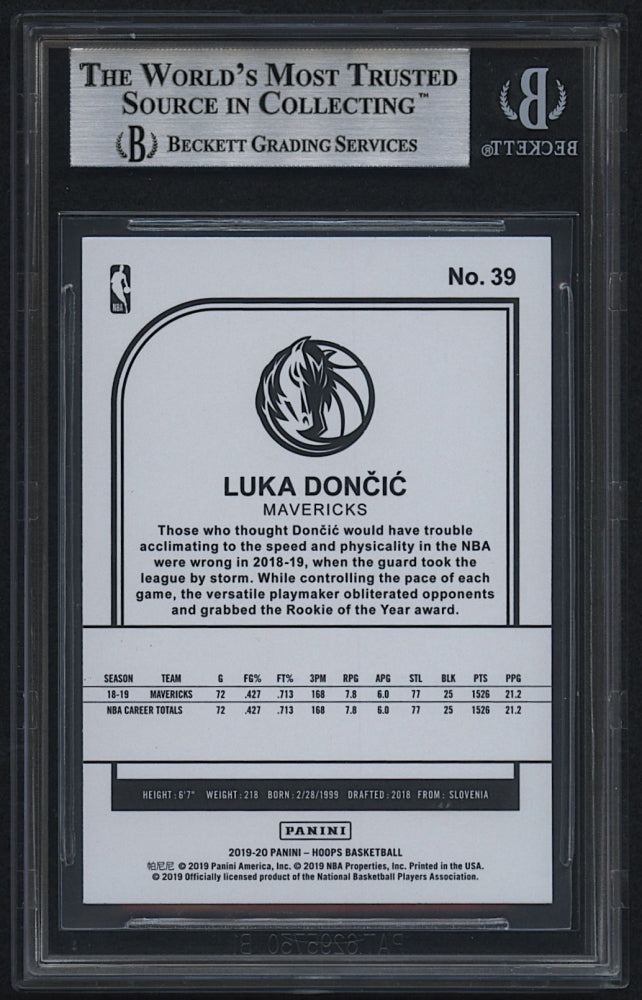 THE WORLD'S MOST TRUSTED
SOURCE IN COLLECTING™
B BECKETT GRADING SERVICES
B
BECKETT®
NBA
No. 39
LUKA DONČIĆ
MAVERICKS
Those who thought Dončić would have trouble
acclimating to the speed and physicality in the NBA
were wrong in 2018-19, when the guard took the
league by storm. While controlling the pace of each
game, the versatile playmaker obliterated opponents
and grabbed the Rookie of the Year award.
SEASON TEAM G FG% FT% 3PM RPG APG STL BLK PTS PPG
18-19 MAVERICKS 72 .427 .713 168 7.8 6.0 77 25 1526 21.2
NBA CAREER TOTALS 72 .427 .713 168 7.8 6.0 77 25 1526 21.2
HEIGHT: 6'7" WEIGHT: 218 BORN: 2/28/1999 DRAFTED: 2018 FROM: SLOVENIA
PANINI
2019-20 PANINI – HOOPS BASKETBALL
帕尼尼 © 2019 Panini America, Inc. © 2019 NBA Properties, Inc. Printed in the USA.
© 2019 Officially licensed product of the National Basketball Players Association.